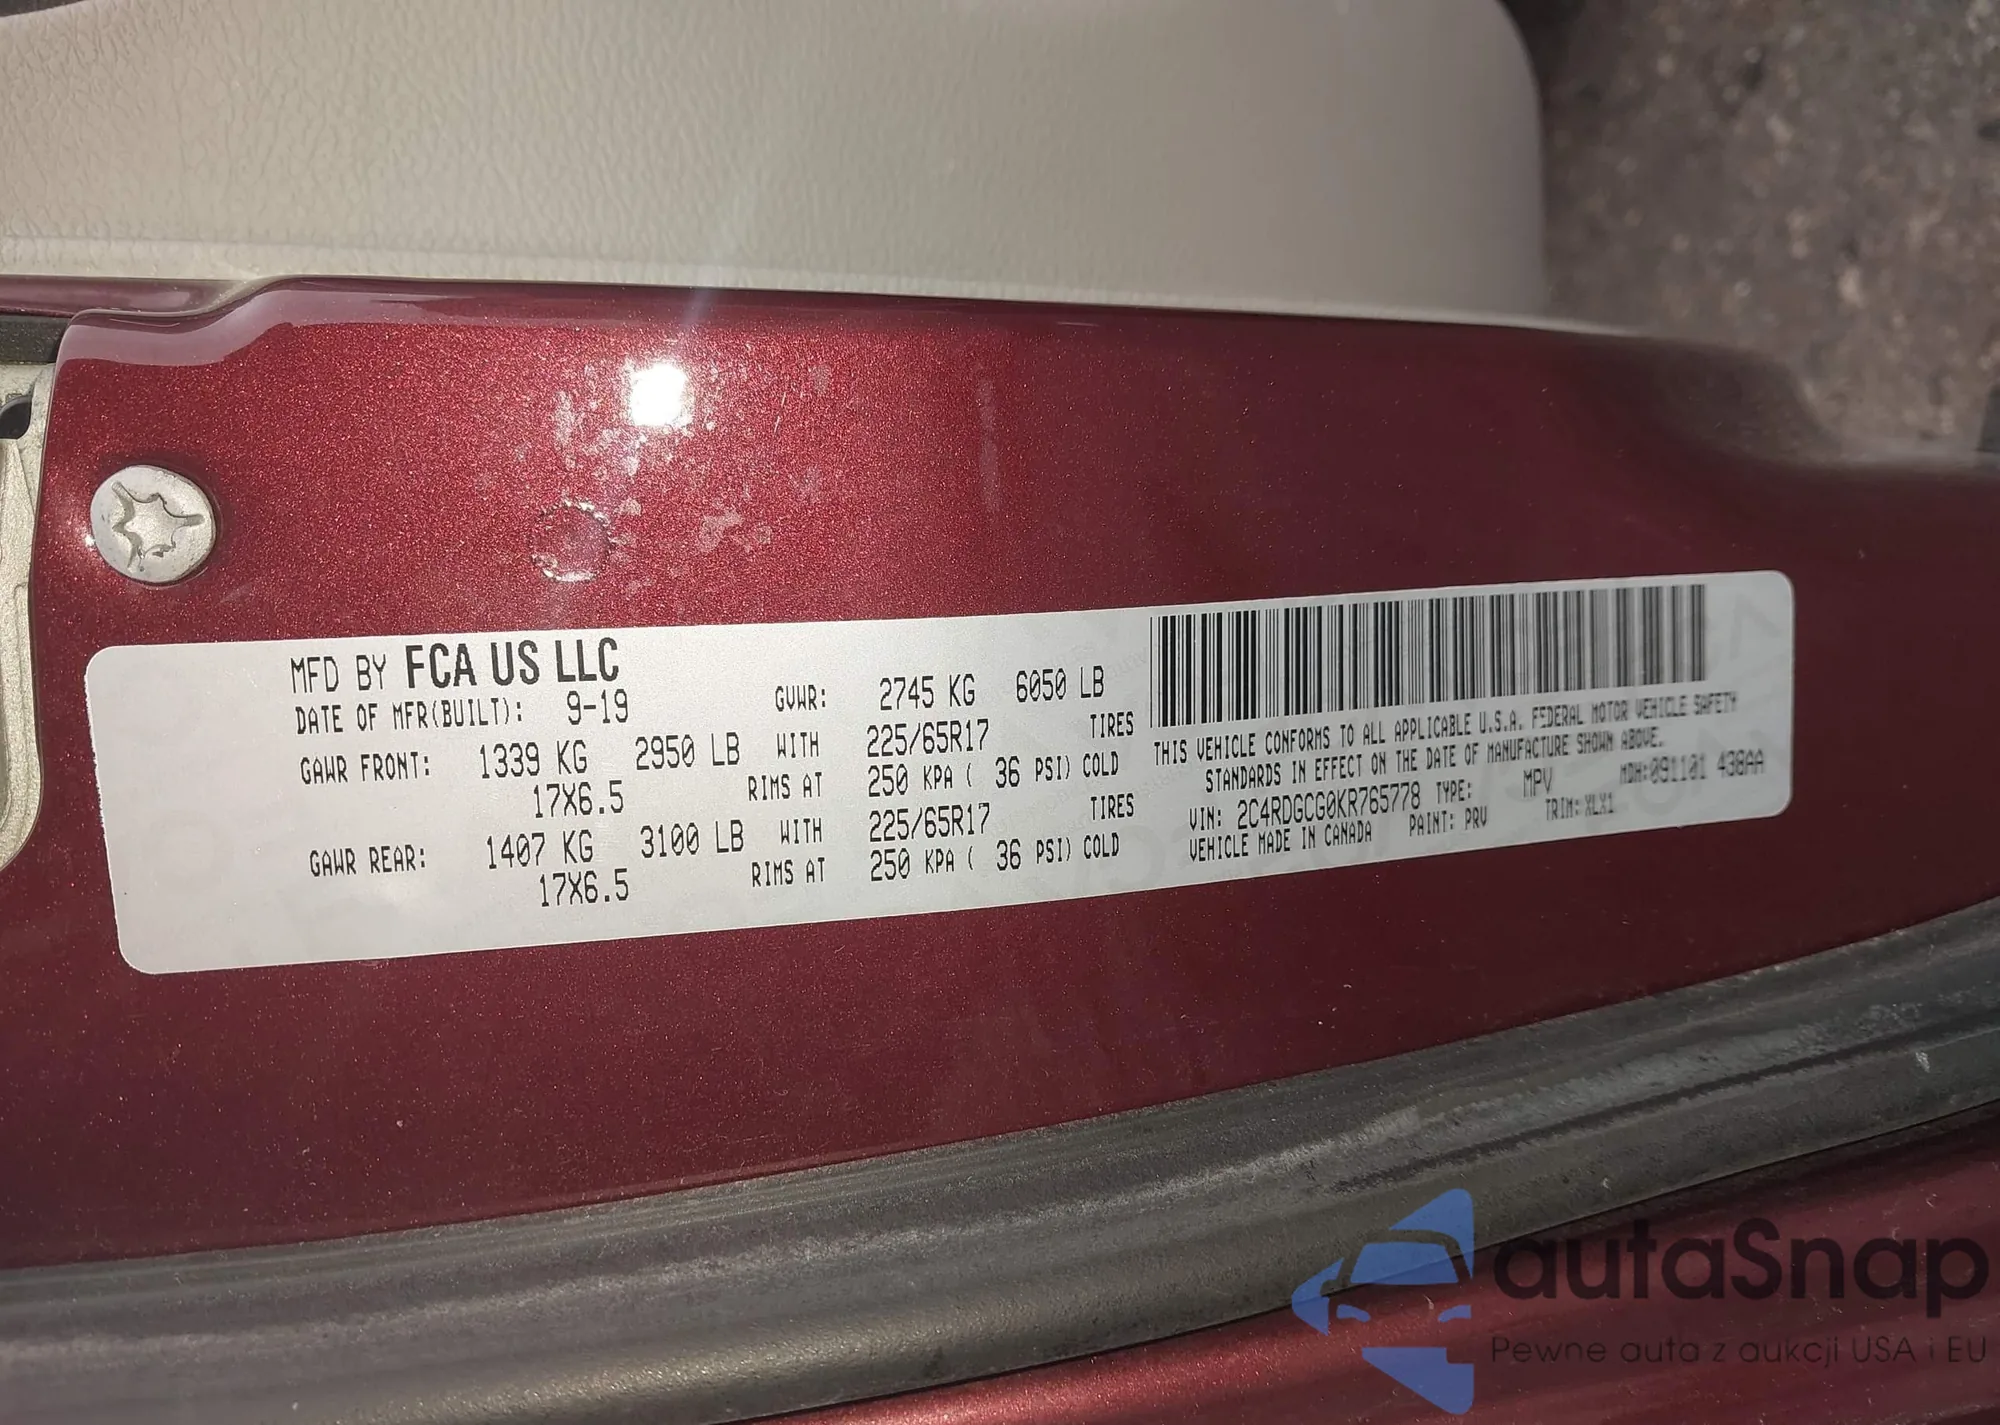 MFD BY FCA US LLC
DATE OF MFR(BUILT): 9-19 GVWR: 2745 KG 6050 LB
GAWR FRONT: 1339 KG 2950 LB WITH 225/65R17 TIRES
17X6.5 RIMS AT 250 KPA ( 36 PSI) COLD
GAWR REAR: 1407 KG 3100 LB WITH 225/65R17 TIRES
17X6.5 RIMS AT 250 KPA ( 36 PSI) COLD
THIS VEHICLE CONFORMS TO ALL APPLICABLE U.S.A. FEDERAL MOTOR VEHICLE SAFETY
STANDARDS IN EFFECT ON THE DATE OF MANUFACTURE SHOWN ABOVE.
VIN: 2C4RDGCG0KR765778 TYPE: MPV MDH:091101 438AA
VEHICLE MADE IN CANADA PAINT: PRV TRIM: XLX1
autaSnap
Pewne auta z aukcji USA i EU